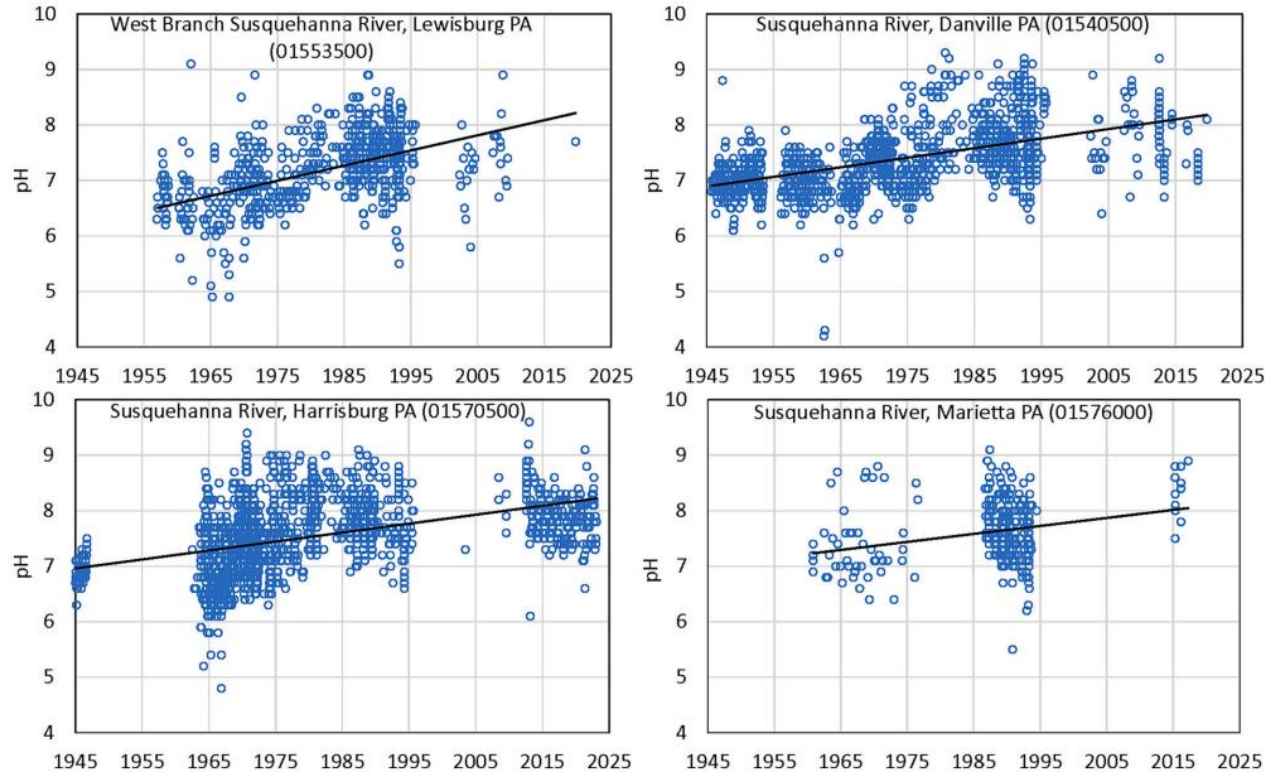 West Branch Susquehanna River, Lewisburg PA
(01553500)
pH
10
9
8
7
6
5
4
1945 1955 1965 1975 1985 1995 2005 2015 2025
Susquehanna River, Danville PA (01540500)
pH
10
9
8
7
6
5
4
1945 1955 1965 1975 1985 1995 2005 2015 2025
Susquehanna River, Harrisburg PA (01570500)
pH
10
9
8
7
6
5
4
1945 1955 1965 1975 1985 1995 2005 2015 2025
Susquehanna River, Marietta PA (01576000)
pH
10
9
8
7
6
5
4
1945 1955 1965 1975 1985 1995 2005 2015 2025